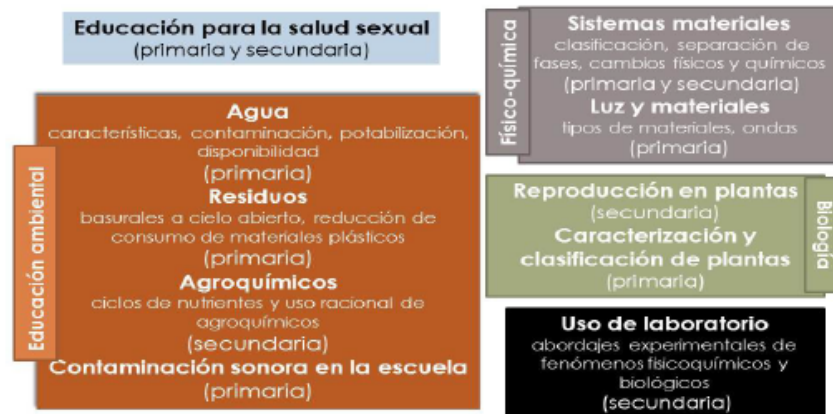 Educación para la salud sexual
(primaria y secundaria)
Educación ambiental
Agua
características, contaminación, potabilización,
disponibilidad
(primaria)
Residuos
basurales a cielo abierto, reducción de
consumo de materiales plásticos
(primaria)
Agroquímicos
ciclos de nutrientes y uso racional de
agroquímicos
(secundaria)
Contaminación sonora en la escuela
(primaria)
Físico-química
Sistemas materiales
clasificación, separación de
fases, cambios físicos y químicos
(primaria y secundaria)
Luz y materiales
tipos de materiales, ondas
(primaria)
Reproducción en plantas
(secundaria)
Caracterización y
clasificación de plantas
(primaria)
Biología
Uso de laboratorio
abordajes experimentales de
fenómenos fisicoquímicos y
biológicos
(secundaria)